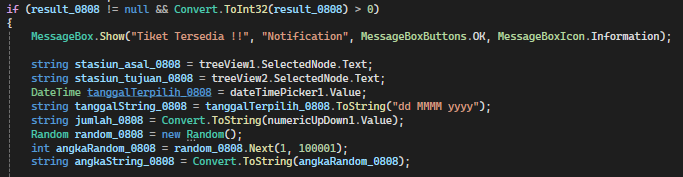 if (result_0808 != null && Convert.ToInt32(result_0808) > 0)
{
MessageBox.Show("Tiket Tersedia !!", "Notification", MessageBoxButtons.OK, MessageBoxIcon.Information);
string stasiun_asal_0808 = treeView1.SelectedNode.Text;
string stasiun_tujuan_0808 = treeView2.SelectedNode.Text;
DateTime tanggalTerpilih_0808 = dateTimePicker1.Value;
string tanggalString_0808 = tanggalTerpilih_0808.ToString("dd MMMM yyyy");
string jumlah_0808 = Convert.ToString(numericUpDown1.Value);
Random random_0808 = new Random();
int angkaRandom_0808 = random_0808.Next(1, 100001);
string angkaString_0808 = Convert.ToString(angkaRandom_0808);